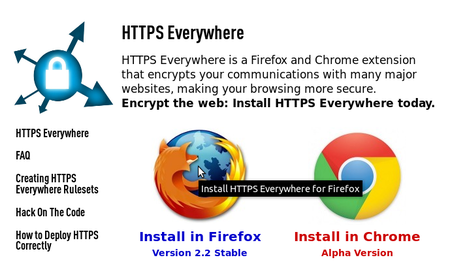 HTTPS Everywhere
HTTPS Everywhere is a Firefox and Chrome extension
that encrypts your communications with many major
websites, making your browsing more secure.
Encrypt the web: Install HTTPS Everywhere today.
HTTPS Everywhere
FAQ
Creating HTTPS
Everywhere Rulesets
Hack On The Code
How to Deploy HTTPS
Correctly
Install HTTPS Everywhere for Firefox
Install in Firefox
Version 2.2 Stable
Install in Chrome
Alpha Version